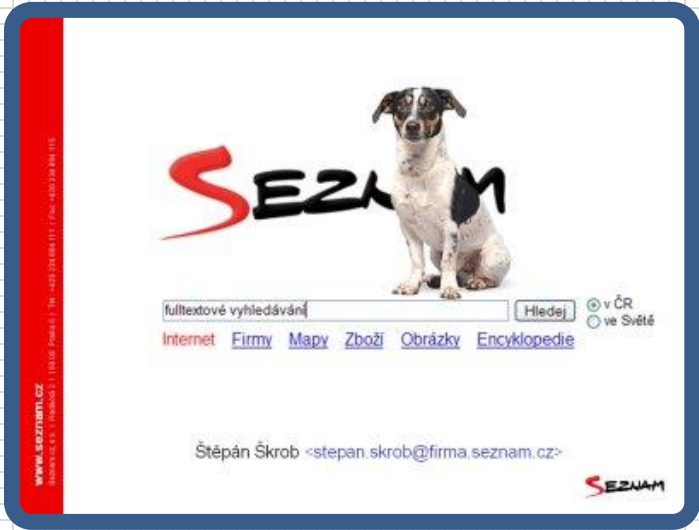 SEZNAM
fulltextové vyhledávání Hledej
v ČR
ve Světě
Internet Firmy Mapy Zboží Obrázky Encyklopedie
Štěpán Škrob <stepan.skrob@firma.seznam.cz>
SEZNAM
www.seznam.cz